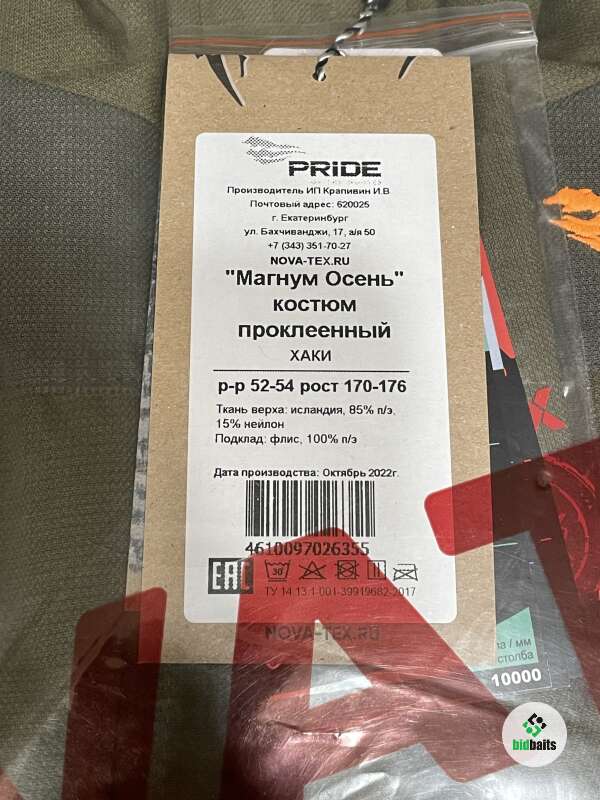 PRIDE
Производитель ИП Крапивин И.В
Почтовый адрес: 620025
г. Екатеринбург
ул. Бахчиванджи, 17, а/я 50
+7 (343) 351-70-27
NOVA-TEX.RU
"Магнум Осень"
костюм
проклеенный
ХАКИ
р-р 52-54 рост 170-176
Ткань верха: исландия, 85% п/э,
15% нейлон
Подклад: флис, 100% п/э
Дата производства: Октябрь 2022г.
4610097026355
EAC 30
ТУ 14.13.1-001-39919682-2017
NOVA-TEX.RU
/ мм
столба
10000
bidbaits